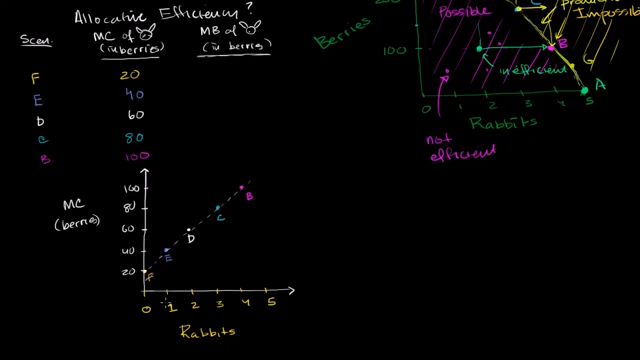 Allocative Efficiency?
Scen. MC of MB of
(in berries) (in berries)
F 20
E 40
D 60
C 80
B 100
MC
(berries)
100
80
60
40
20
B
C
D
E
F
0 1 2 3 4 5
Rabbits
200
Possible
Impossible
Berries
100
B
inefficient
A
0 1 2 3 4 5
Rabbits
not
efficient